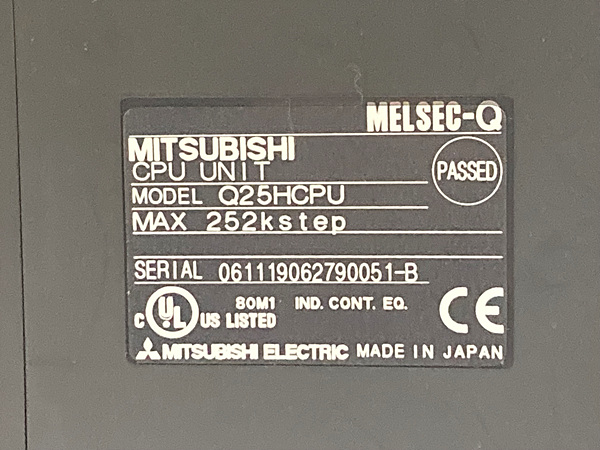 MELSEC-Q
MITSUBISHI
CPU UNIT
PASSED
MODEL Q25HCPU
MAX 252kstep
SERIAL 061119062790051-B
C UL US LISTED 80M1 IND. CONT. EQ. CE
MITSUBISHI ELECTRIC MADE IN JAPAN